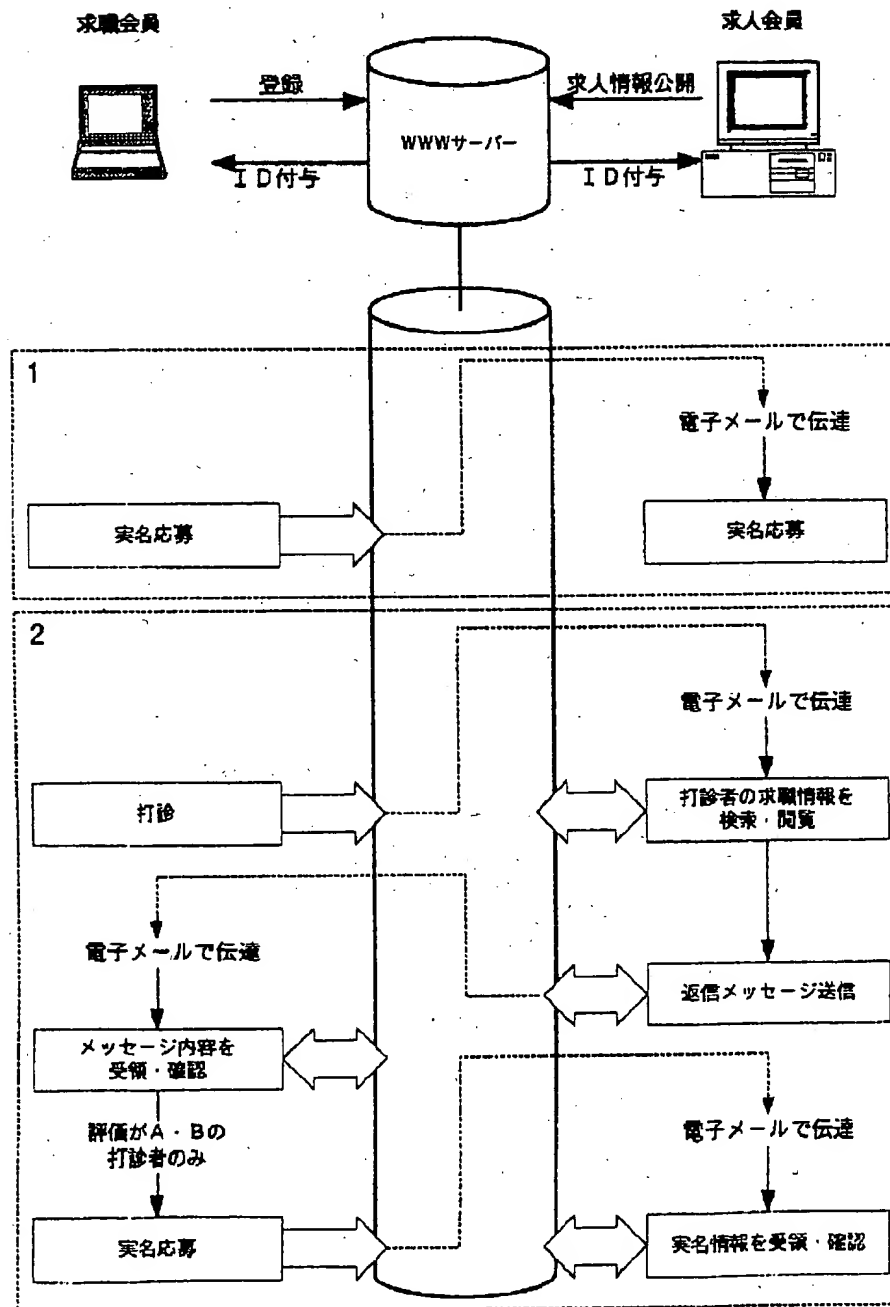 求職会員
求人会員
登録
求人情報公開
WWWサーバー
ID付与
ID付与
1
電子メールで伝達
実名応募
実名応募
2
電子メールで伝達
打診
打診者の求職情報を
検索・閲覧
電子メールで伝達
返信メッセージ送信
メッセージ内容を
受領・確認
評価がA・Bの
打診者のみ
電子メールで伝達
実名応募
実名情報を受領・確認